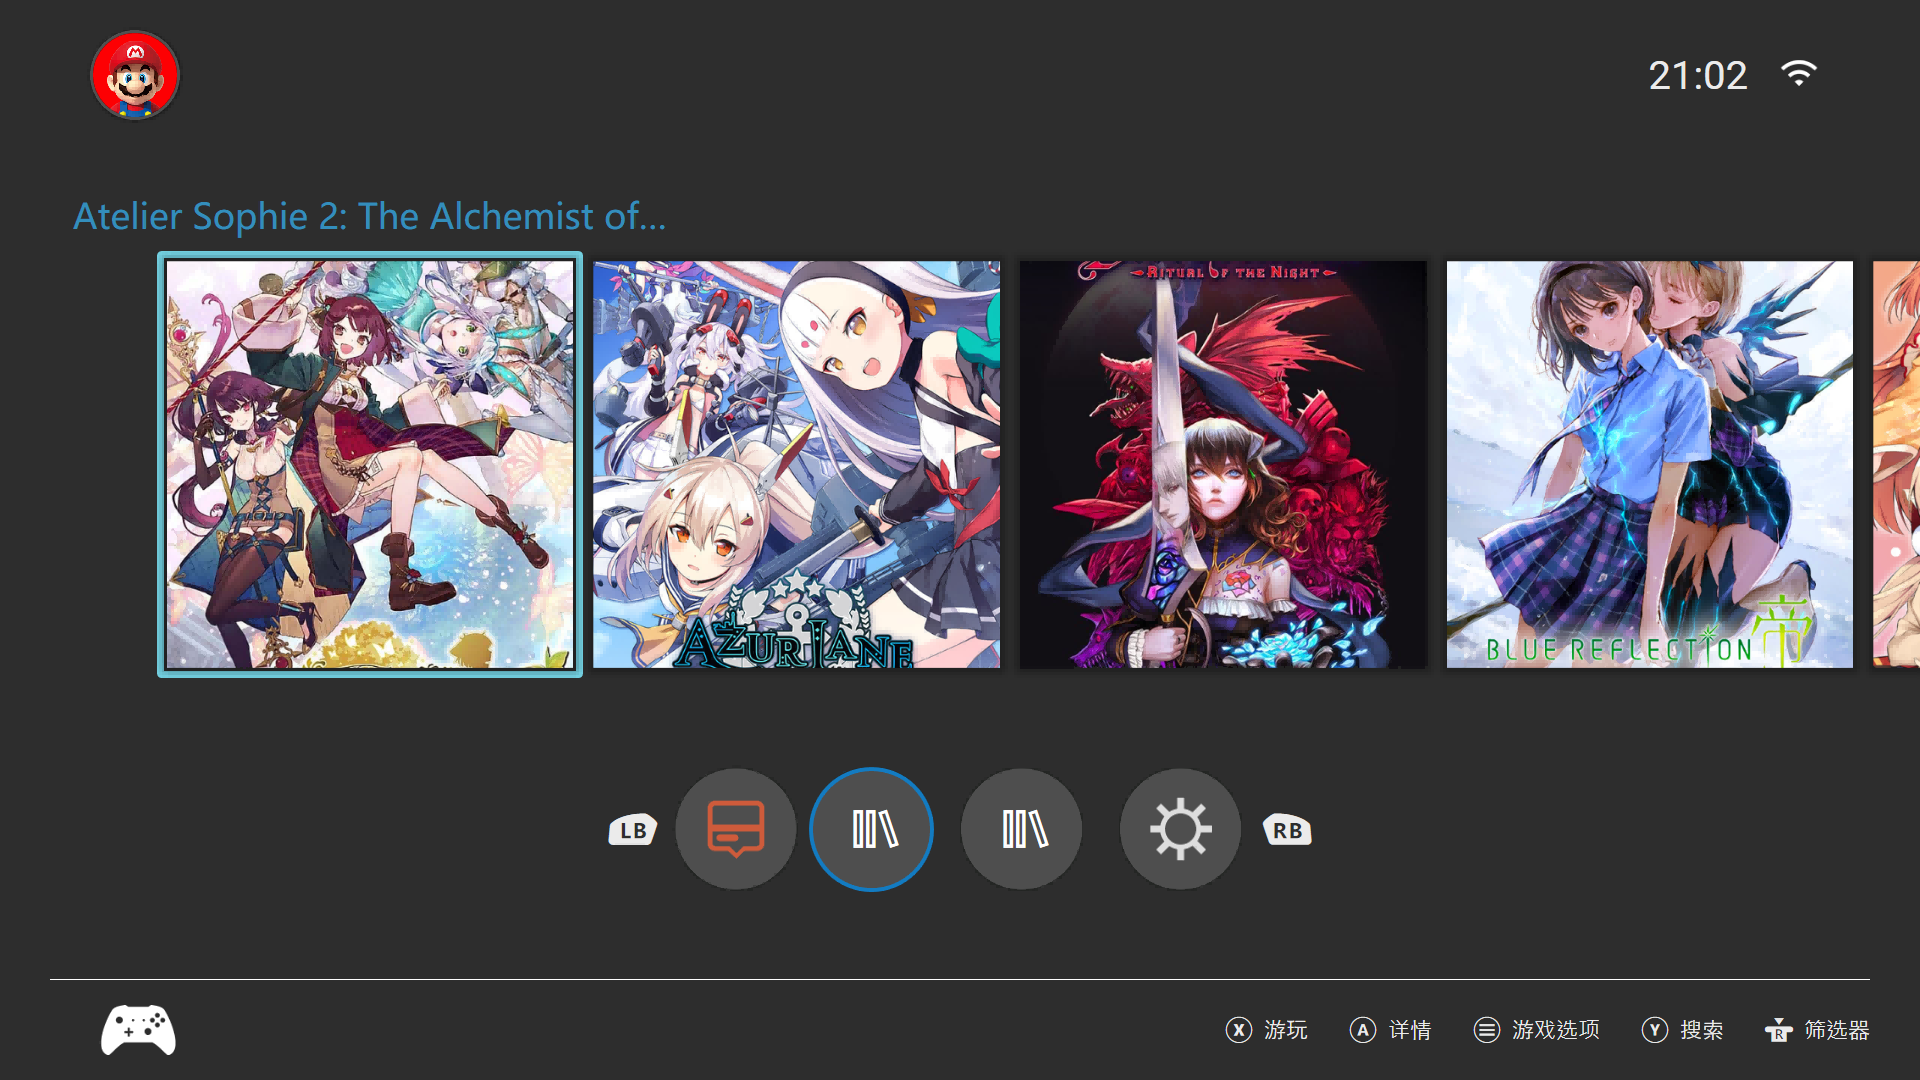 21:02
Atelier Sophie 2: The Alchemist of...
RITUAL OF THE NIGHT
AZUR LANE
BLUE REFLECTION 帝
LB
RB
X 游玩
A 详情
游戏选项
Y 搜索
R 筛选器